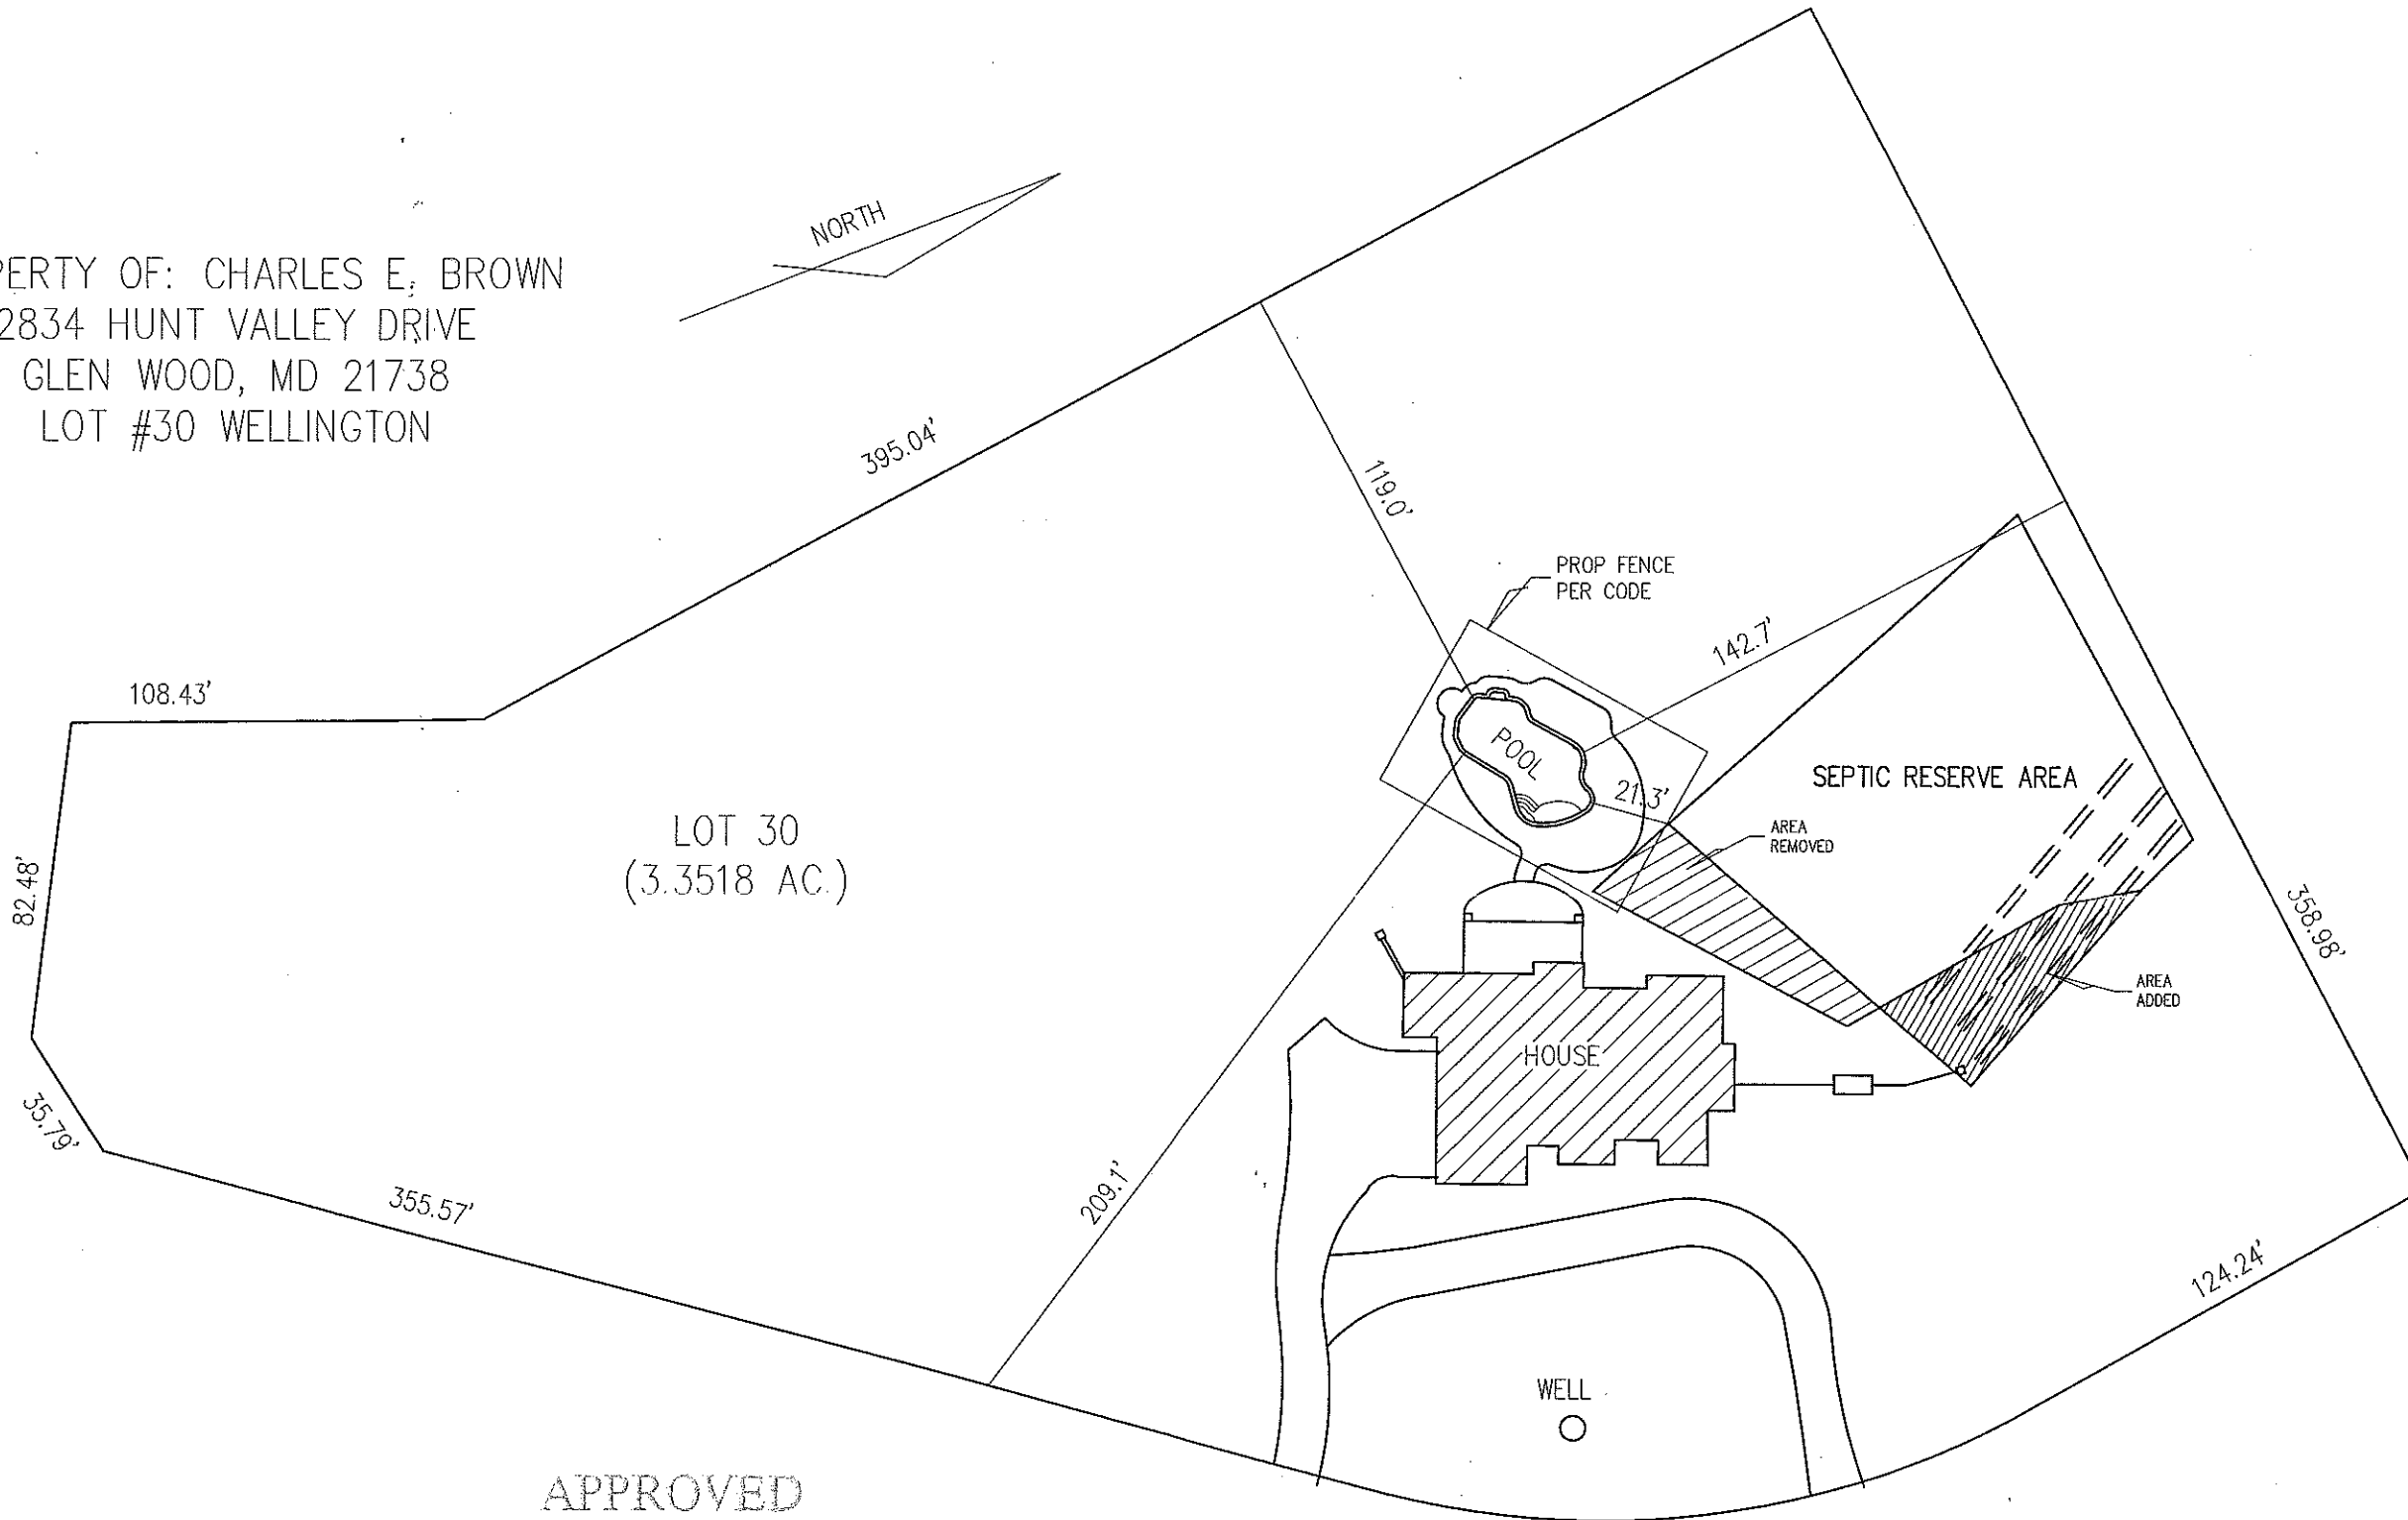 PERTY OF: CHARLES E. BROWN
2834 HUNT VALLEY DRIVE
GLEN WOOD, MD 21738
LOT #30 WELLINGTON
NORTH
395.04'
119.0'
PROP FENCE
PER CODE
142.7'
108.43'
POOL
21.3'
SEPTIC RESERVE AREA
AREA
REMOVED
LOT 30
(3.3518 AC.)
82.48'
358.98'
AREA
ADDED
HOUSE
35.79'
209.1'
355.57'
124.24'
WELL
APPROVED